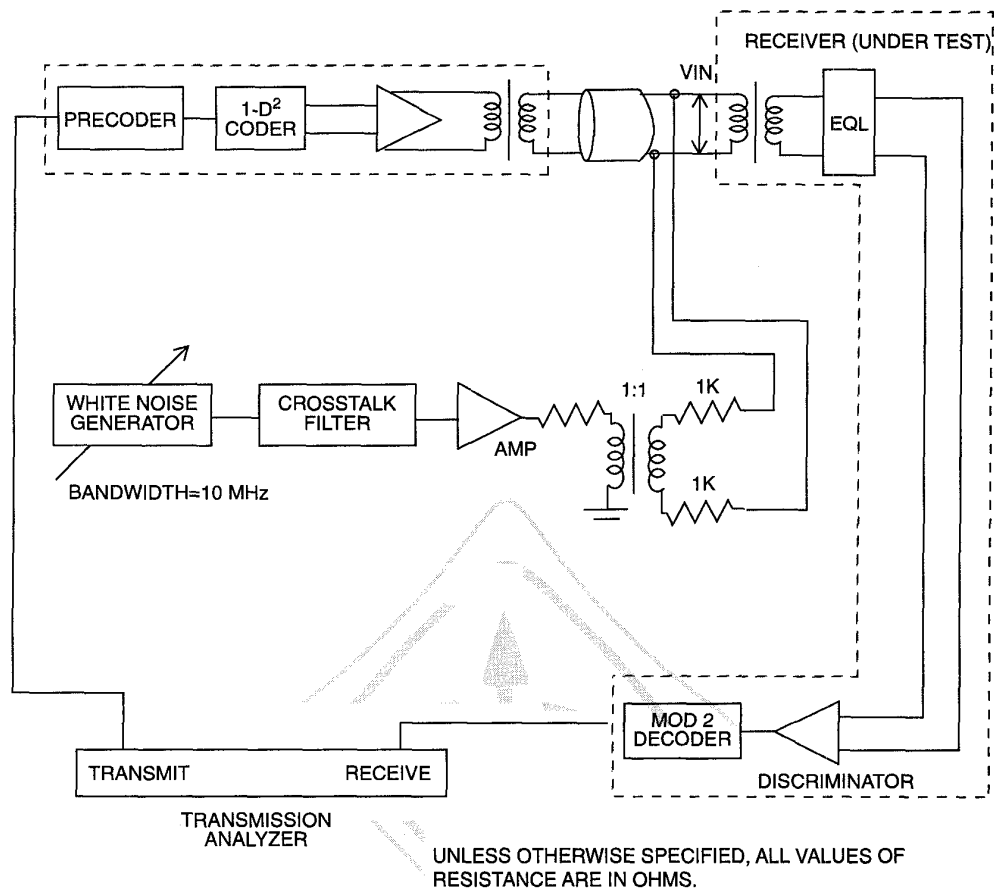 RECEIVER (UNDER TEST)
VIN
PRECODER
1-D²
CODER
EQL
WHITE NOISE
GENERATOR
CROSSTALK
FILTER
AMP
1:1
1K
1K
BANDWIDTH=10 MHz
MOD 2
DECODER
DISCRIMINATOR
TRANSMIT
RECEIVE
TRANSMISSION
ANALYZER
UNLESS OTHERWISE SPECIFIED, ALL VALUES OF
RESISTANCE ARE IN OHMS.